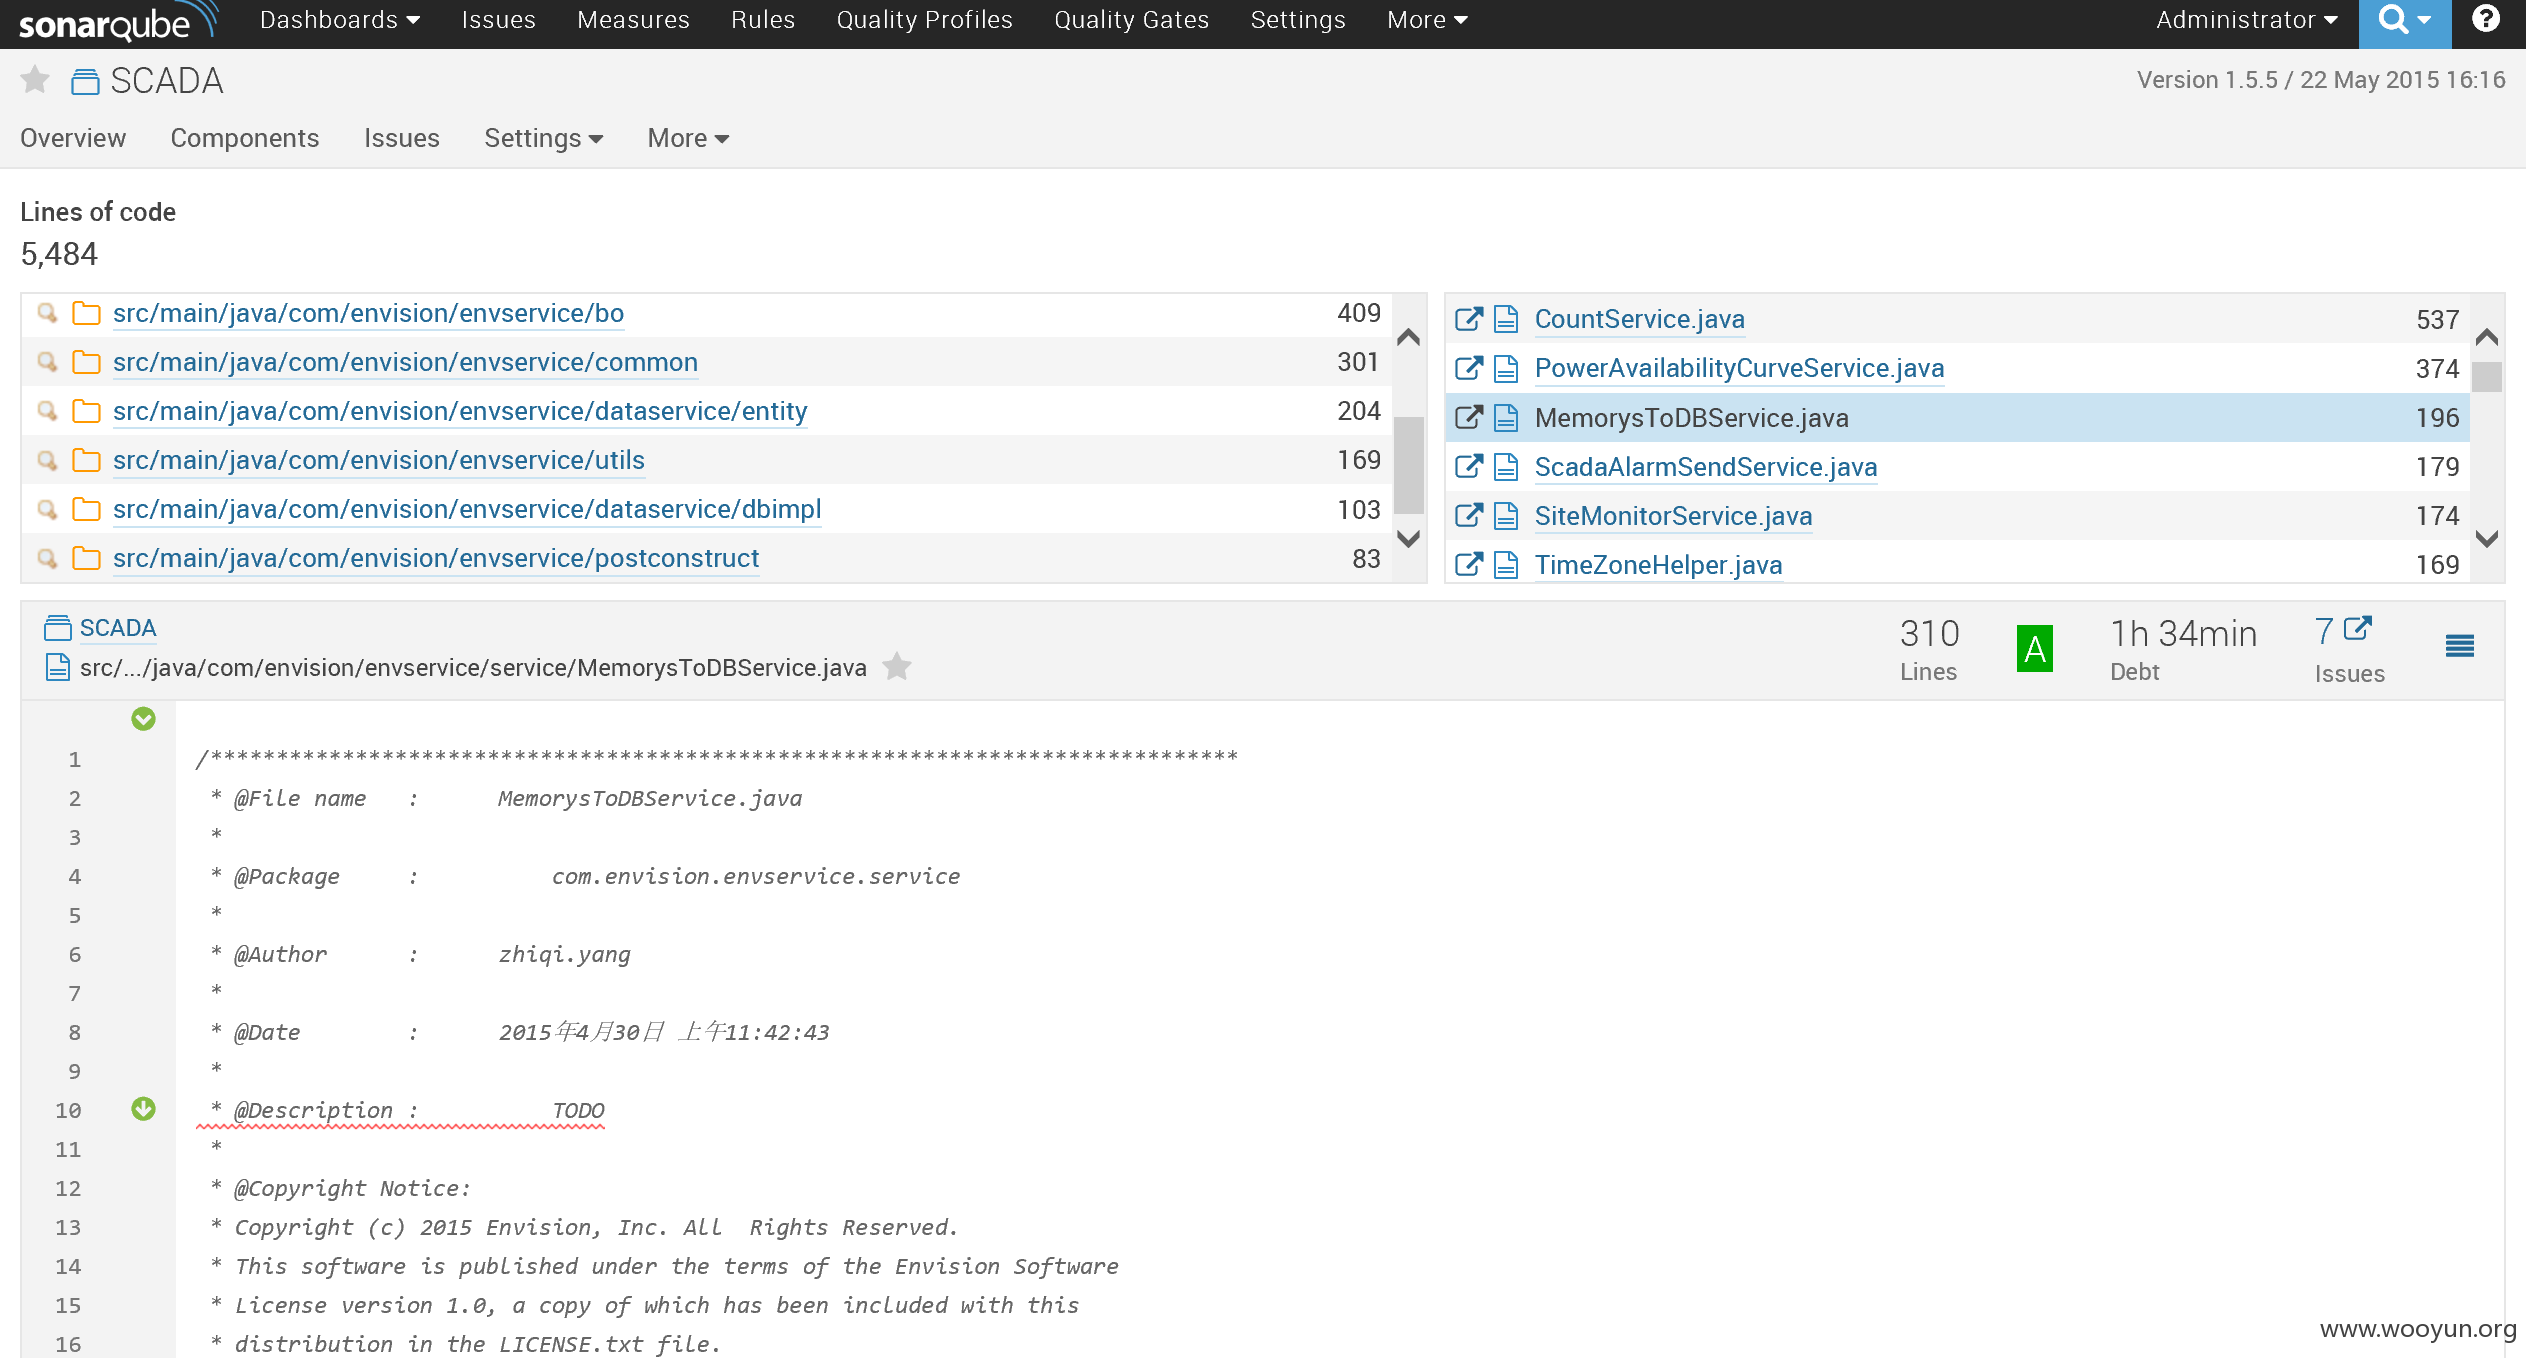 sonarqube Dashboards Issues Measures Rules Quality Profiles Quality Gates Settings More Administrator
SCADA Version 1.5.5 / 22 May 2015 16:16
Overview Components Issues Settings More
Lines of code
5,484
src/main/java/com/envision/envservice/bo 409
src/main/java/com/envision/envservice/common 301
src/main/java/com/envision/envservice/dataservice/entity 204
src/main/java/com/envision/envservice/utils 169
src/main/java/com/envision/envservice/dataservice/dbimpl 103
src/main/java/com/envision/envservice/postconstruct 83
CountService.java 537
PowerAvailabilityCurveService.java 374
MemorysToDBService.java 196
ScadaAlarmSendService.java 179
SiteMonitorService.java 174
TimeZoneHelper.java 169
SCADA
src/.../java/com/envision/envservice/service/MemorysToDBService.java
310 Lines
A
1h 34min Debt
7 Issues
1 /******************************************************************************
2 * @File name : MemorysToDBService.java
3 *
4 * @Package : com.envision.envservice.service
5 *
6 * @Author : zhiqi.yang
7 *
8 * @Date : 2015年4月30日 上午11:42:43
9 *
10 * @Description : TODO
11 *
12 * @Copyright Notice:
13 * Copyright (c) 2015 Envision, Inc. All Rights Reserved.
14 * This software is published under the terms of the Envision Software
15 * License version 1.0, a copy of which has been included with this
16 * distribution in the LICENSE.txt file.
www.wooyun.org